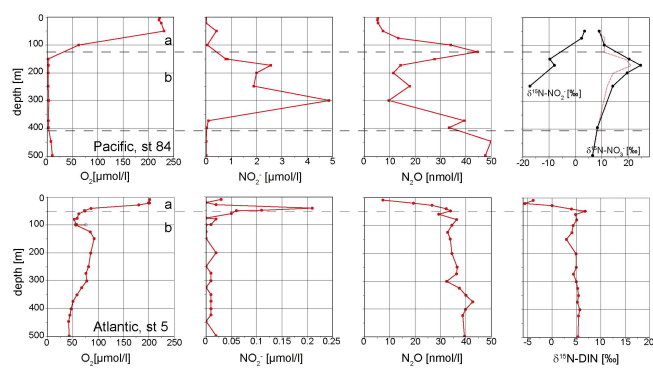 0
100
200
300
400
500
depth [m]
a
b
Pacific, st 84
0 50 100 150 200 250
O₂[µmol/l]
0 1 2 3 4 5
NO₂⁻ [µmol/l]
0 10 20 30 40 50
N₂O [nmol/l]
δ¹⁵N-NO₂⁻[‰]
δ¹⁵N-NO₃⁻[‰]
-20 -10 0 10 20 30
0
100
200
300
400
500
depth [m]
a
b
Atlantic, st 5
0 50 100 150 200 250
O₂[µmol/l]
0 0.05 0.1 0.15 0.2 0.25
NO₂⁻ [µmol/l]
0 10 20 30 40 50
N₂O [nmol/l]
-5 0 5 10 15 20
δ¹⁵N-DIN [‰]